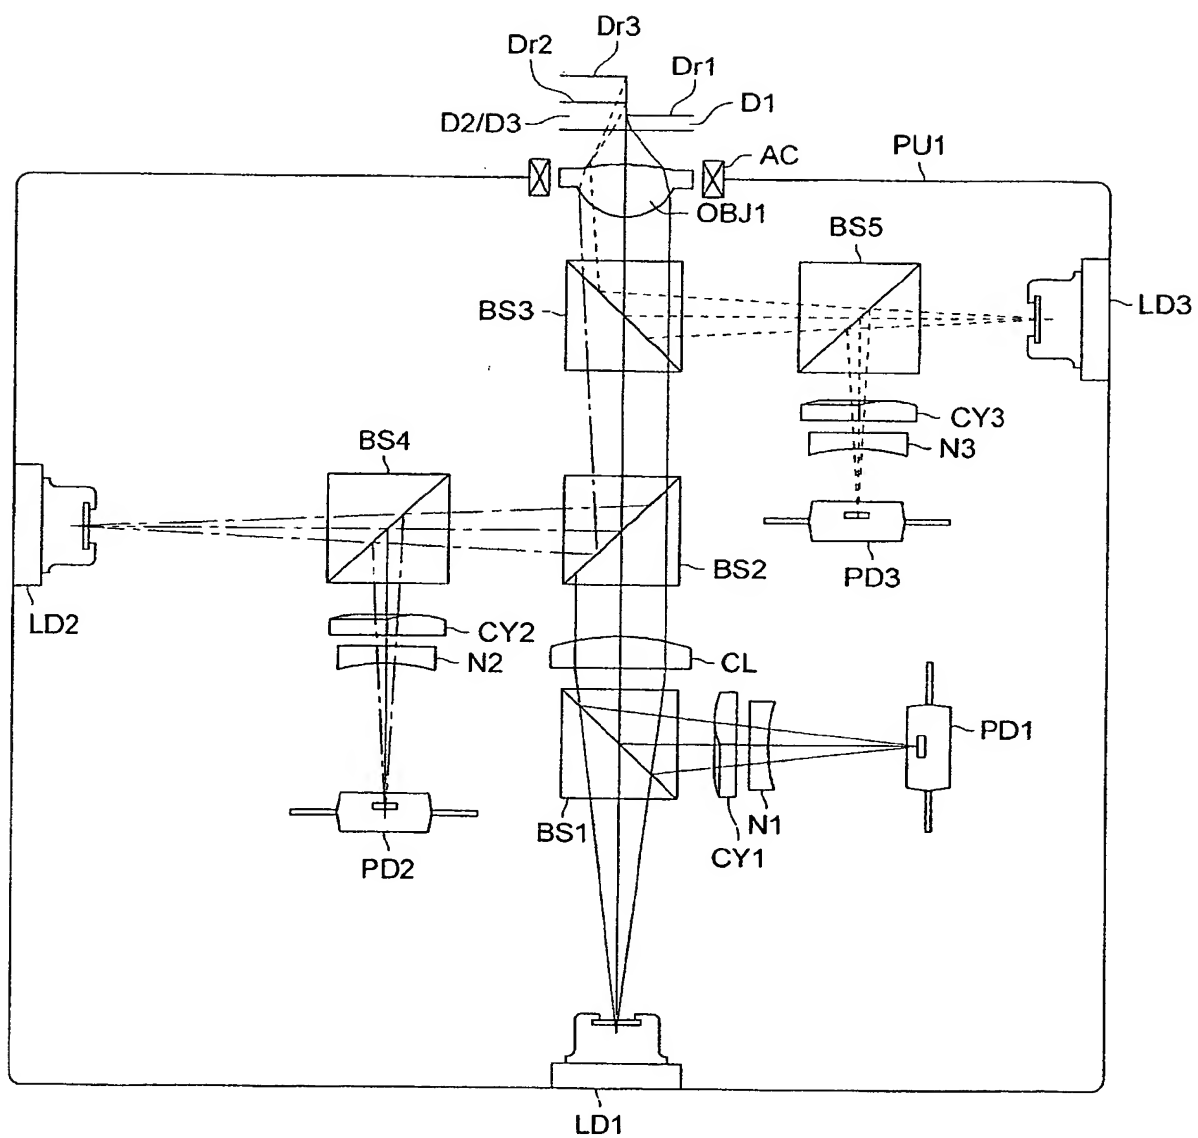 Dr3
Dr2
Dr1
D1
D2/D3
AC
PU1
OBJ1
BS5
BS3
LD3
CY3
BS4
N3
BS2
PD3
LD2
CY2
N2
CL
PD1
BS1
N1
CY1
PD2
LD1